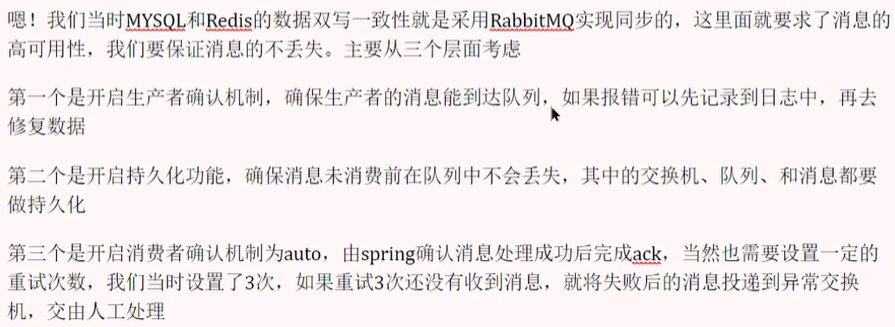 嗯！我们当时MYSQL和Redis的数据双写一致性就是采用RabbitMQ实现同步的，这里面就要求了消息的
高可用性，我们要保证消息的不丢失。主要从三个层面考虑
第一个是开启生产者确认机制，确保生产者的消息能到达队列，如果报错可以先记录到日志中，再去
修复数据
第二个是开启持久化功能，确保消息未消费前在队列中不会丢失，其中的交换机、队列、和消息都要
做持久化
第三个是开启消费者确认机制为auto，由spring确认消息处理成功后完成ack，当然也需要设置一定的
重试次数，我们当时设置了3次，如果重试3次还没有收到消息，就将失败后的消息投递到异常交换
机，交由人工处理